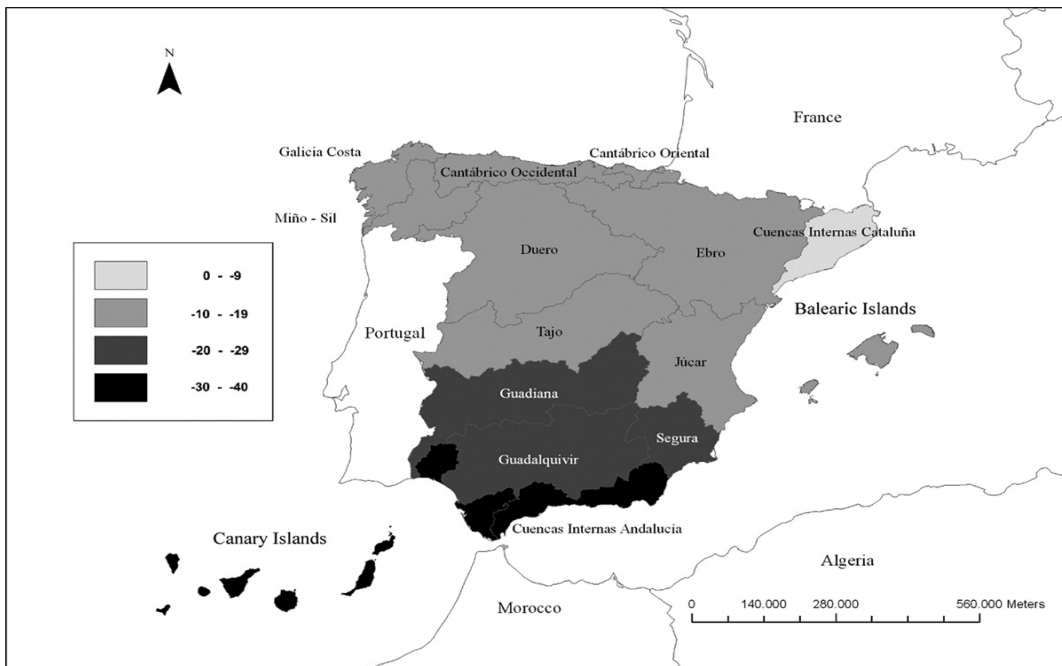 N
France
Galicia Costa
Cantábrico Oriental
Cantábrico Occidental
Miño - Sil
Cuencas Internas Cataluña
Duero
Ebro
0 - -9
-10 - -19
-20 - -29
-30 - -40
Balearic Islands
Portugal
Tajo
Júcar
Guadiana
Segura
Guadalquivir
Cuencas Internas Andalucía
Canary Islands
Algeria
Morocco
0 140.000 280.000 560.000 Meters